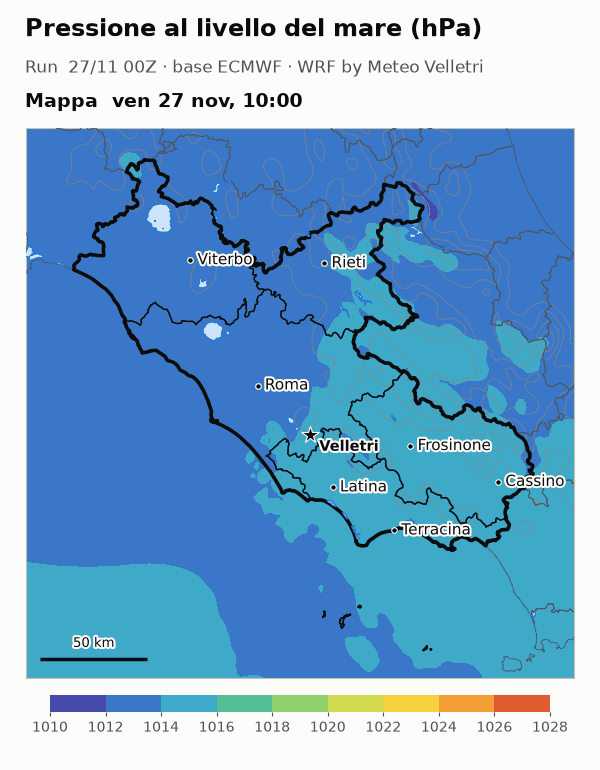 Pressione al livello del mare (hPa)
Run  27/11 00Z · base ECMWF · WRF by Meteo Velletri
Mappa  ven 27 nov, 10:00
Viterbo
Rieti
Roma
Velletri
Frosinone
Cassino
Latina
Terracina
50 km
1010 1012 1014 1016 1018 1020 1022 1024 1026 1028